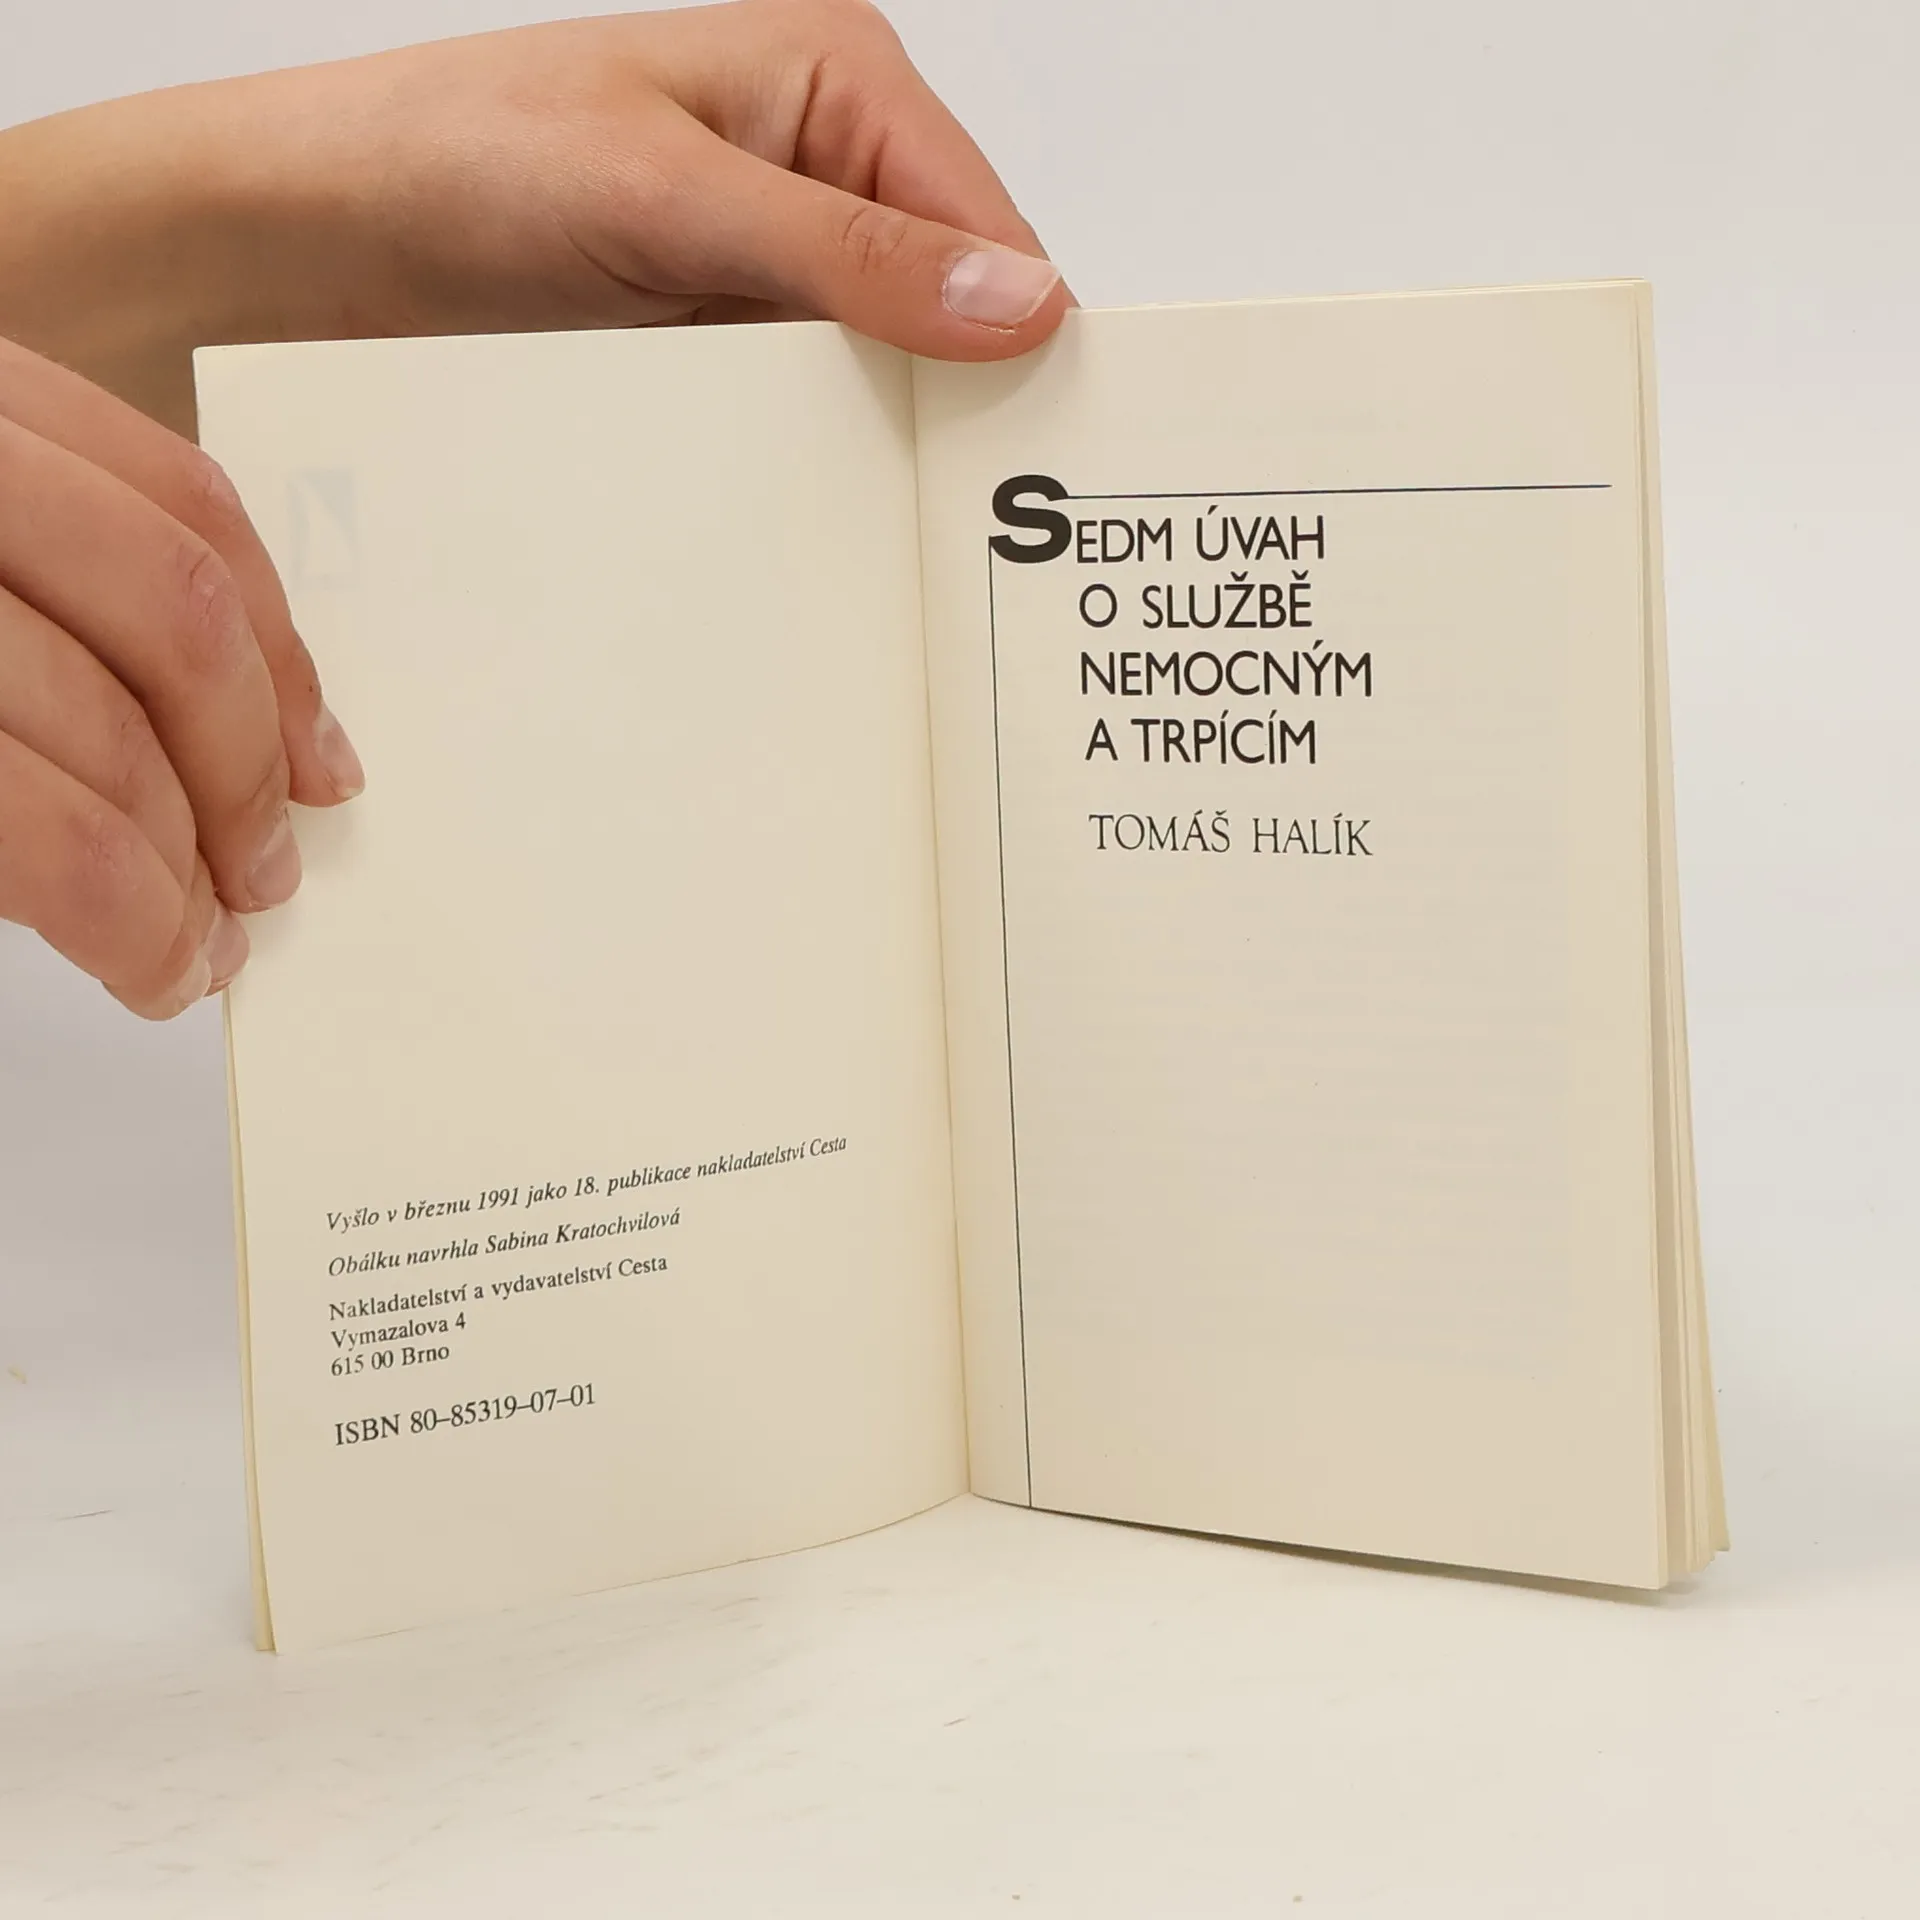 Vyšlo v březnu 1991 jako 18. publikace nakladatelství Cesta
Obálku navrhla Sabina Kratochvilová
Nakladatelství a vydavatelství Cesta
Vymazalova 4
615 00 Brno
ISBN 80–85319–07–01
SEDM ÚVAH
O SLUŽBĚ
NEMOCNÝM
A TRPÍCÍM
TOMÁŠ HALÍK